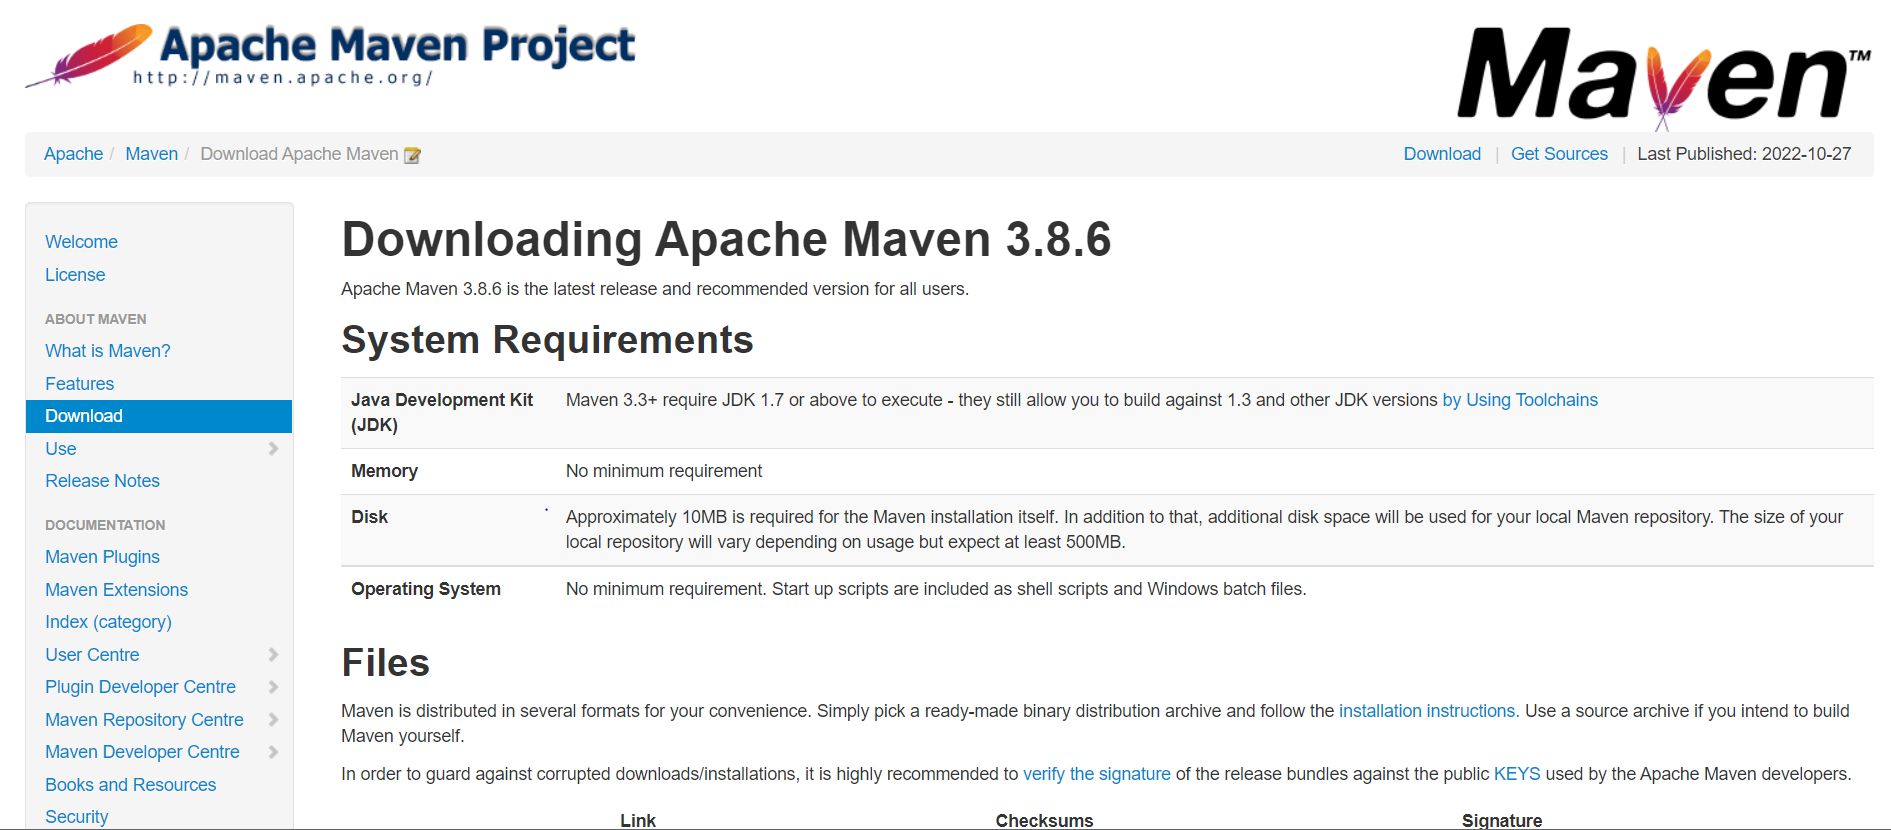 Apache Maven Project
http://maven.apache.org/
Maven™
Apache / Maven / Download Apache Maven
Download | Get Sources | Last Published: 2022-10-27
Welcome
License
ABOUT MAVEN
What is Maven?
Features
Download
Use
Release Notes
DOCUMENTATION
Maven Plugins
Maven Extensions
Index (category)
User Centre
Plugin Developer Centre
Maven Repository Centre
Maven Developer Centre
Books and Resources
Security
Downloading Apache Maven 3.8.6
Apache Maven 3.8.6 is the latest release and recommended version for all users.
System Requirements
Java Development Kit Maven 3.3+ require JDK 1.7 or above to execute - they still allow you to build against 1.3 and other JDK versions by Using Toolchains
(JDK)
Memory No minimum requirement
Disk Approximately 10MB is required for the Maven installation itself. In addition to that, additional disk space will be used for your local Maven repository. The size of your
local repository will vary depending on usage but expect at least 500MB.
Operating System No minimum requirement. Start up scripts are included as shell scripts and Windows batch files.
Files
Maven is distributed in several formats for your convenience. Simply pick a ready-made binary distribution archive and follow the installation instructions. Use a source archive if you intend to build
Maven yourself.
In order to guard against corrupted downloads/installations, it is highly recommended to verify the signature of the release bundles against the public KEYS used by the Apache Maven developers.
Link Checksums Signature